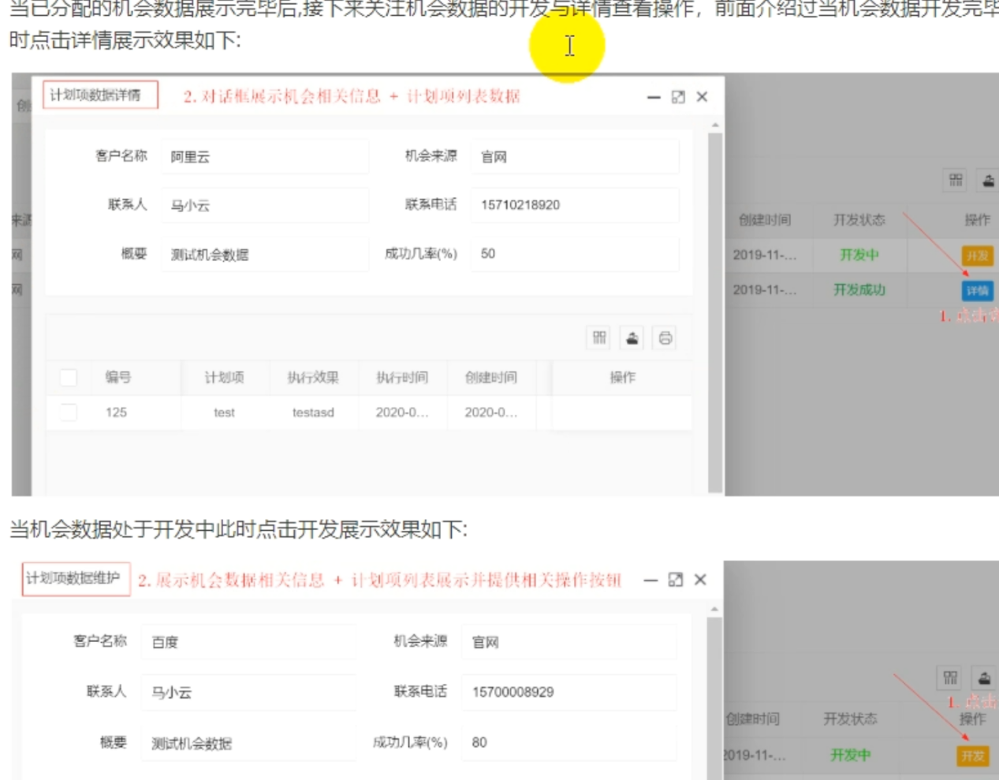 当已分配的机会数据展示完毕后,接下来关注机会数据的开发与详情查看操作，前面介绍过当机会数据开发完毕
时点击详情展示效果如下:
计划项数据详情 2. 对话框展示机会相关信息 + 计划项列表数据
客户名称 阿里云 机会来源 官网
联系人 马小云 联系电话 15710218920
概要 测试机会数据 成功几率(%) 50
来源 创建时间 开发状态 操作
网 2019-11-... 开发中 开发
网 2019-11-... 开发成功 详情
1. 点击
编号 计划项 执行效果 执行时间 创建时间 操作
125 test testasd 2020-0... 2020-0...
当机会数据处于开发中此时点击开发展示效果如下:
计划项数据维护 2. 展示机会数据相关信息 + 计划项列表展示并提供相关操作按钮
客户名称 百度 机会来源 官网
联系人 马小云 联系电话 15700008929
概要 测试机会数据 成功几率(%) 80
1. 点击
创建时间 开发状态 操作
2019-11-... 开发中 开发